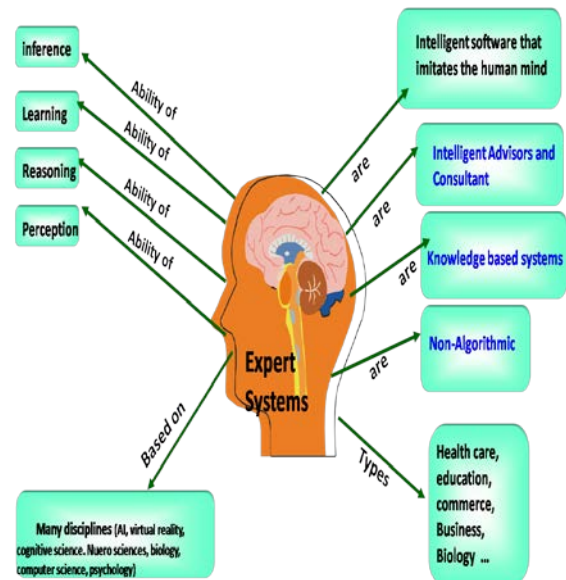 inference
Learning
Reasoning
Perception
Ability of
Ability of
Ability of
Ability of
Intelligent software that
imitates the human mind
are
Intelligent Advisors and
Consultant
are
Knowledge based systems
are
Non-Algorithmic
are
Expert
Systems
Based on
Types
Many disciplines (AI, virtual reality,
cognitive science. Nuero sciences, biology,
computer science, psychology)
Health care,
education,
commerce,
Business,
Biology ...